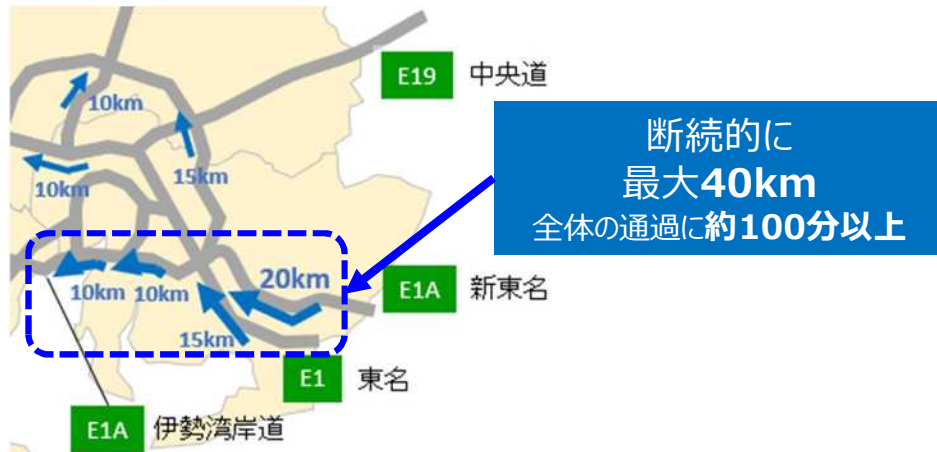 E19 中央道
10km
断続的に
最大40km
全体の通過に約100分以上
10km
15km
20km
E1A 新東名
10km 10km
15km
E1 東名
E1A 伊勢湾岸道